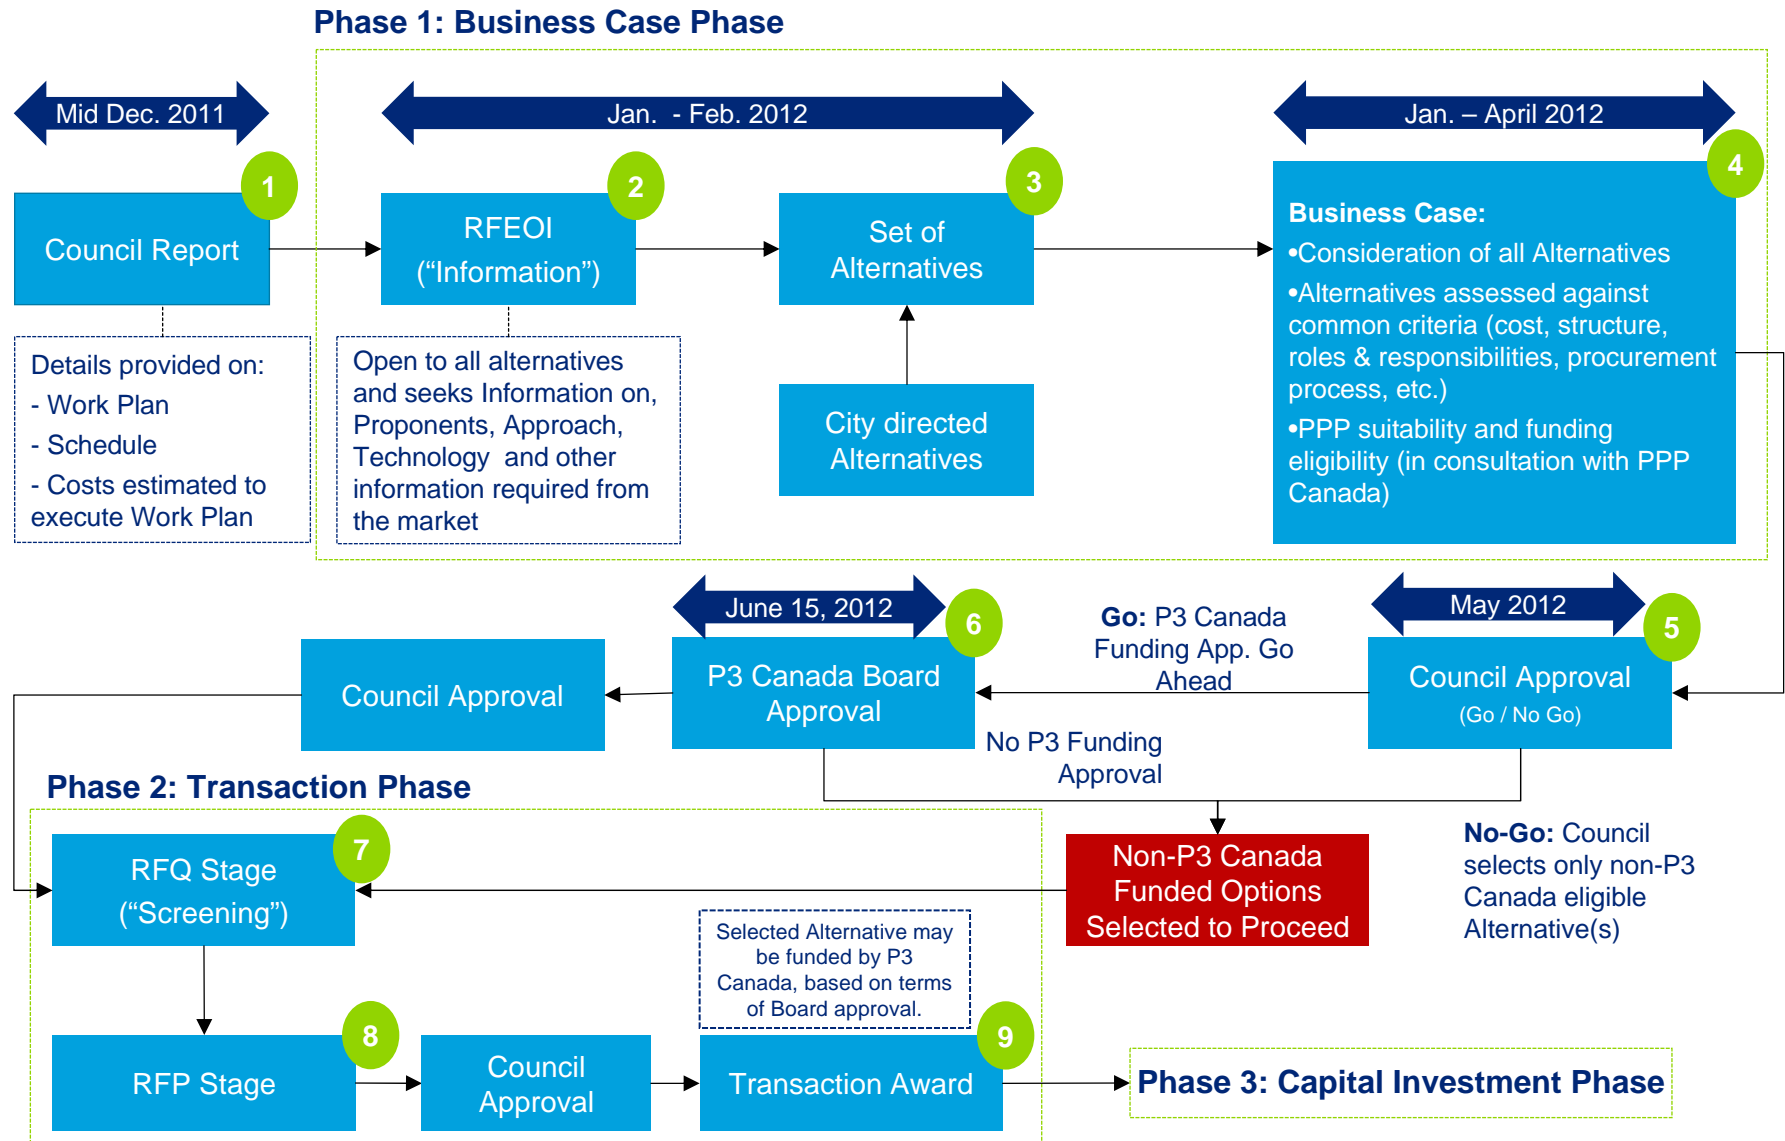 Phase 1: Business Case Phase
Mid Dec. 2011
Jan. - Feb. 2012
Jan. – April 2012
1
2
3
4
Council Report
RFEOI
(“Information”)
Set of
Alternatives
Business Case:
•Consideration of all Alternatives
•Alternatives assessed against
common criteria (cost, structure,
roles & responsibilities, procurement
process, etc.)
•PPP suitability and funding
eligibility (in consultation with PPP
Canada)
Details provided on:
- Work Plan
- Schedule
- Costs estimated to
execute Work Plan
Open to all alternatives
and seeks Information on,
Proponents, Approach,
Technology and other
information required from
the market
City directed
Alternatives
June 15, 2012
6
Go: P3 Canada
Funding App. Go
Ahead
May 2012
5
Council Approval
P3 Canada Board
Approval
Council Approval
(Go / No Go)
No P3 Funding
Approval
Phase 2: Transaction Phase
7
RFQ Stage
(“Screening”)
Non-P3 Canada
Funded Options
Selected to Proceed
No-Go: Council
selects only non-P3
Canada eligible
Alternative(s)
Selected Alternative may
be funded by P3
Canada, based on terms
of Board approval.
8
9
RFP Stage
Council
Approval
Transaction Award
Phase 3: Capital Investment Phase